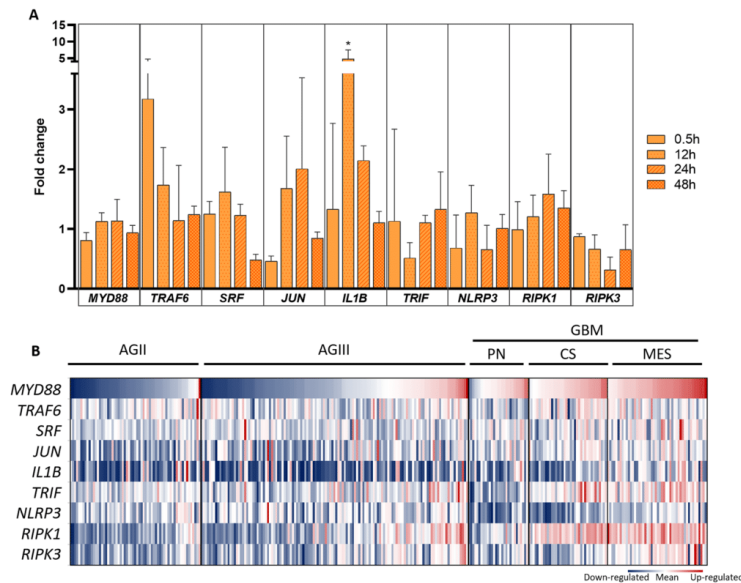 A
15
10
5
*
3
2
1
0
Fold change
0.5h
12h
24h
48h
MYD88 TRAF6 SRF JUN IL1B TRIF NLRP3 RIPK1 RIPK3
B
GBM
AGII AGIII PN CS MES
MYD88
TRAF6
SRF
JUN
IL1B
TRIF
NLRP3
RIPK1
RIPK3
Down-regulated Mean Up-regulated